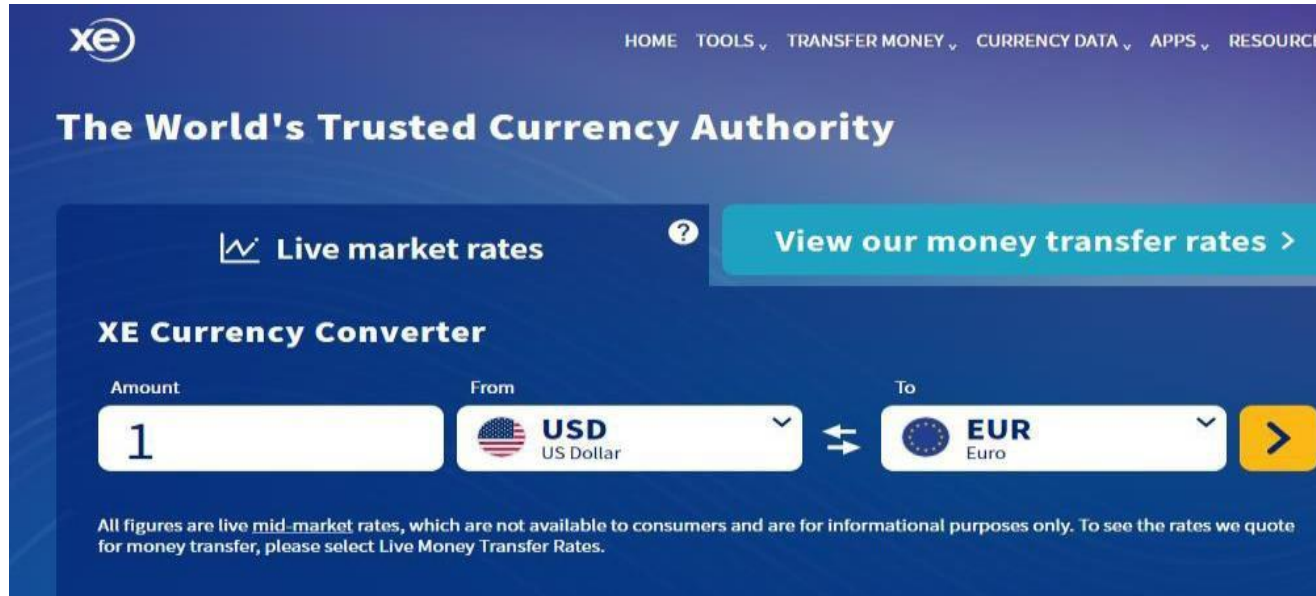 xe
HOME TOOLS TRANSFER MONEY CURRENCY DATA APPS RESOURC
The World's Trusted Currency Authority
Live market rates
?
View our money transfer rates >
XE Currency Converter
Amount
From
To
1
USD
US Dollar
EUR
Euro
All figures are live mid-market rates, which are not available to consumers and are for informational purposes only. To see the rates we quote
for money transfer, please select Live Money Transfer Rates.